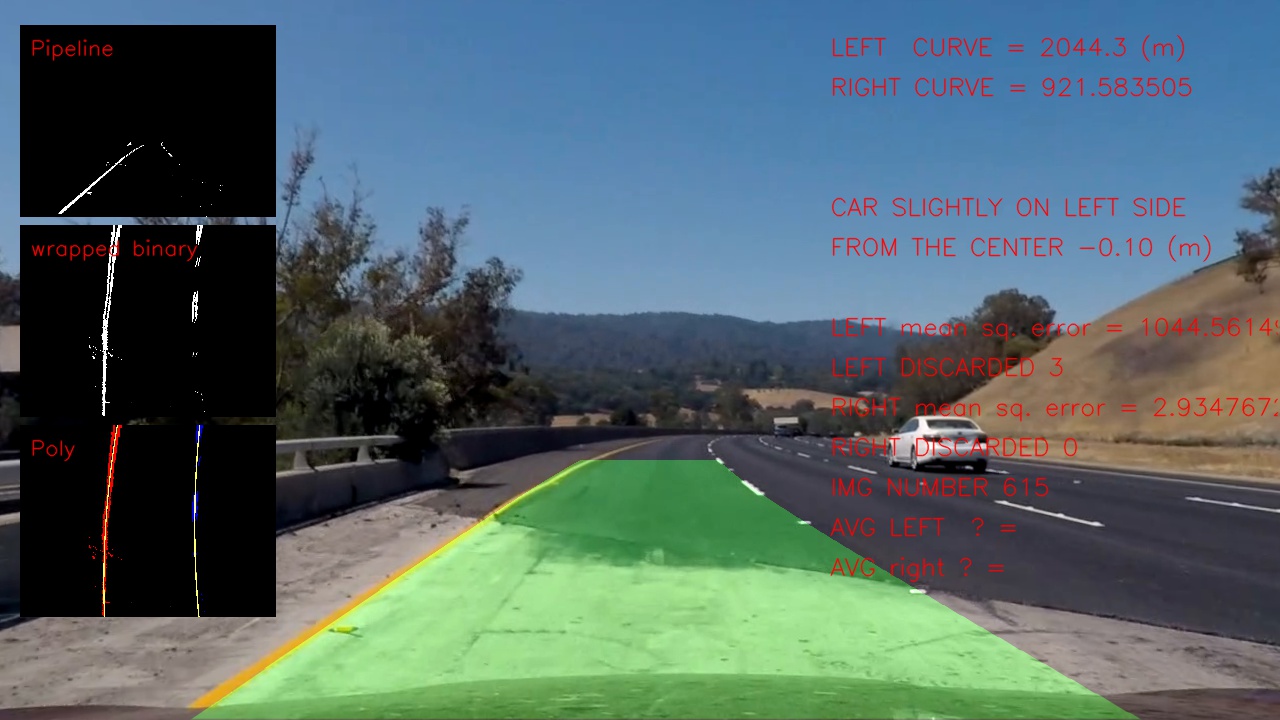 Pipeline
wrapped binary
Poly
LEFT CURVE = 2044.3 (m)
RIGHT CURVE = 921.583505
CAR SLIGHTLY ON LEFT SIDE
FROM THE CENTER −0.10 (m)
LEFT mean sq. error = 1044.5614
LEFT DISCARDED 3
RIGHT mean sq. error = 2.934767
RIGHT DISCARDED 0
IMG NUMBER 615
AVG LEFT ? =
AVG right ? =